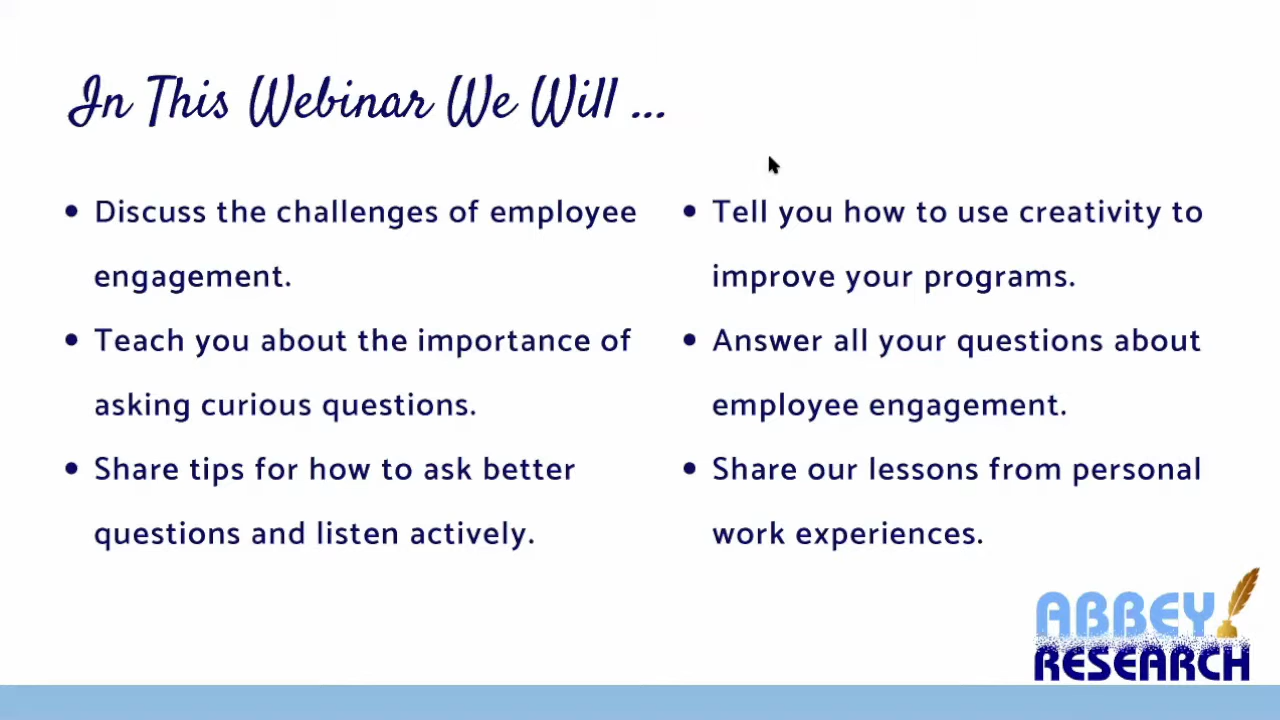 In This Webinar We Will ...
• Discuss the challenges of employee
engagement.
• Teach you about the importance of
asking curious questions.
• Share tips for how to ask better
questions and listen actively.
• Tell you how to use creativity to
improve your programs.
• Answer all your questions about
employee engagement.
• Share our lessons from personal
work experiences.
ABBEY
RESEARCH